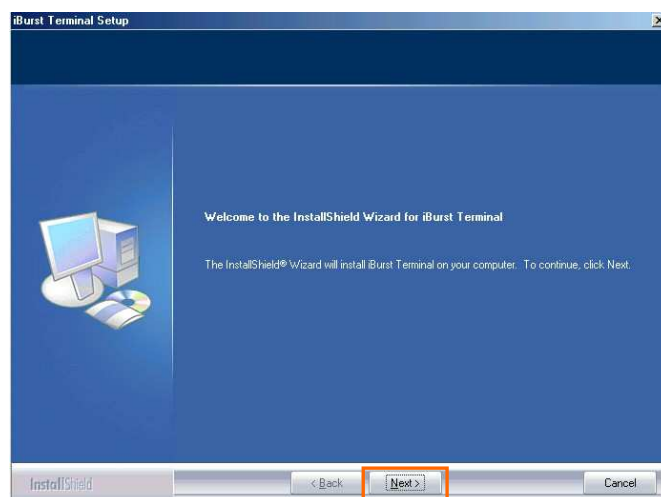 iBurst Terminal Setup
Welcome to the InstallShield Wizard for iBurst Terminal
The InstallShield® Wizard will install iBurst Terminal on your computer. To continue, click Next.
InstallShield
< Back
Next >
Cancel